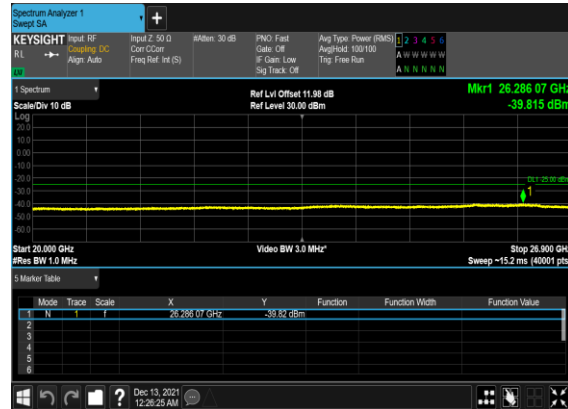 Spectrum Analyzer 1
Swept SA
KEYSIGHT Input: RF Input Z: 50 Ω #Atten: 30 dB PNO: Fast Avg Type: Power (RMS) 1 2 3 4 5 6
RL Coupling: DC Corr CCorr Gate: Off Avg|Hold: 100/100 A W W W W W
Align: Auto Freq Ref: Int (S) IF Gain: Low Trig: Free Run
Sig Track: Off A N N N N N
1 Spectrum Ref Lvl Offset 11.98 dB Mkr1 26.286 07 GHz
Scale/Div 10 dB Ref Level 30.00 dBm -39.815 dBm
Log
20.0
10.0
0.00
-10.0
-20.0
DL1 -25.00 dBm
-30.0
1
-40.0
-50.0
-60.0
Start 20.000 GHz Video BW 3.0 MHz* Stop 26.900 GHz
#Res BW 1.0 MHz Sweep ~15.2 ms (40001 pts)
5 Marker Table
Mode Trace Scale X Y Function Function Width Function Value
1 N 1 f 26.286 07 GHz -39.82 dBm
2
3
4
5
6
? Dec 13, 2021
12:26:25 AM